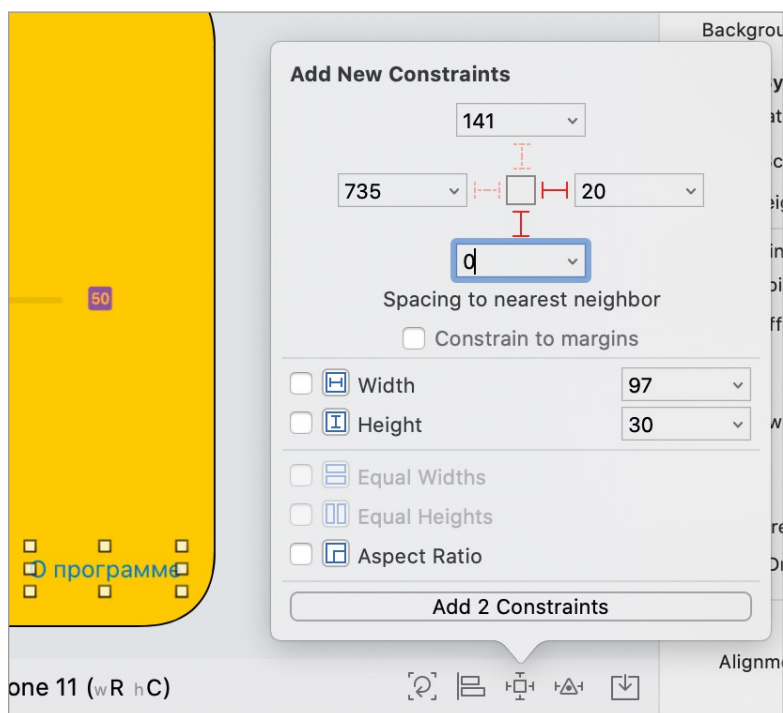 Backgrou
Add New Constraints
141
735
20
0
50
Spacing to nearest neighbor
Constrain to margins
Width
97
Height
30
Equal Widths
Equal Heights
О программе
Aspect Ratio
Add 2 Constraints
one 11 (wR hC)
Alignm